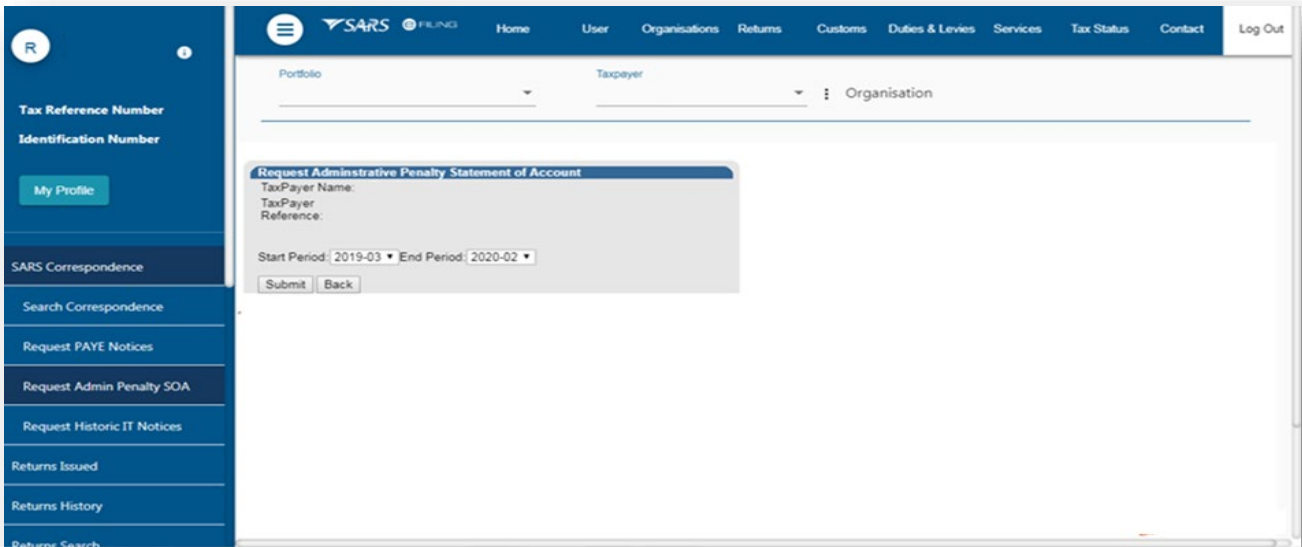 R
Tax Reference Number
Identification Number
My Profile
SARS Correspondence
Search Correspondence
Request PAYE Notices
Request Admin Penalty SOA
Request Historic IT Notices
Returns Issued
Returns History
Returns Search
SARS eFILING Home User Organisations Returns Customs Duties & Levies Services Tax Status Contact Log Out
Portfolio Taxpayer
Organisation
Request Adminstrative Penalty Statement of Account
TaxPayer Name:
TaxPayer
Reference:
Start Period: 2019-03 End Period: 2020-02
Submit Back